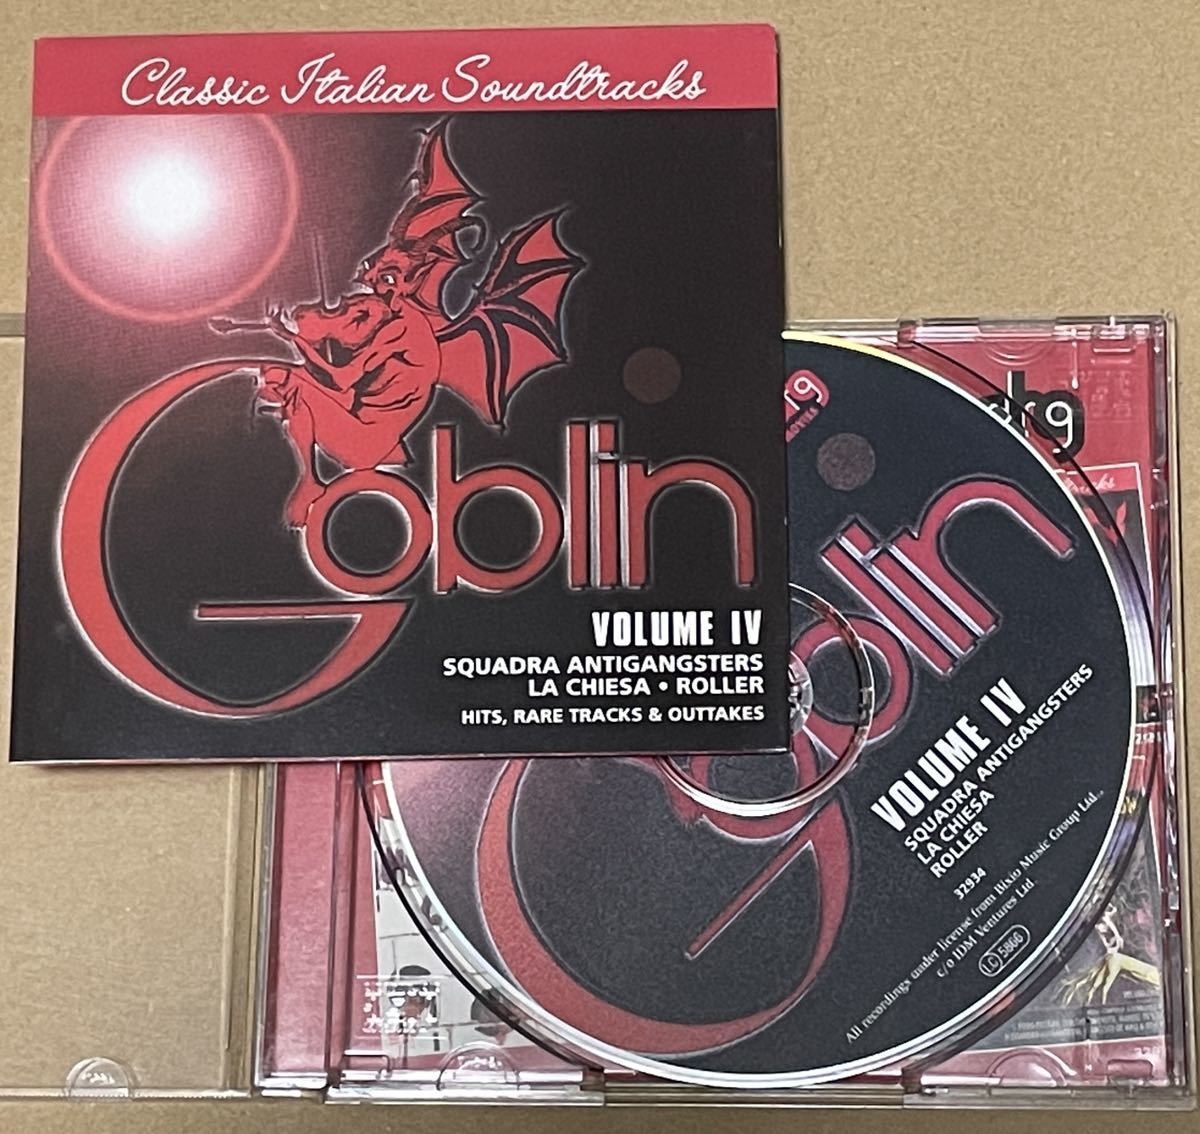 Classic Italian Soundtracks
Goblin
VOLUME IV
SQUADRA ANTIGANGSTERS
LA CHIESA • ROLLER
HITS, RARE TRACKS & OUTTAKES
drg
Goblin
VOLUME IV
SQUADRA ANTIGANGSTERS
LA CHIESA
ROLLER
32934
All recordings under license from Bixio Music Group Ltd.,
c/o IDM Ventures Ltd.
LC 5866